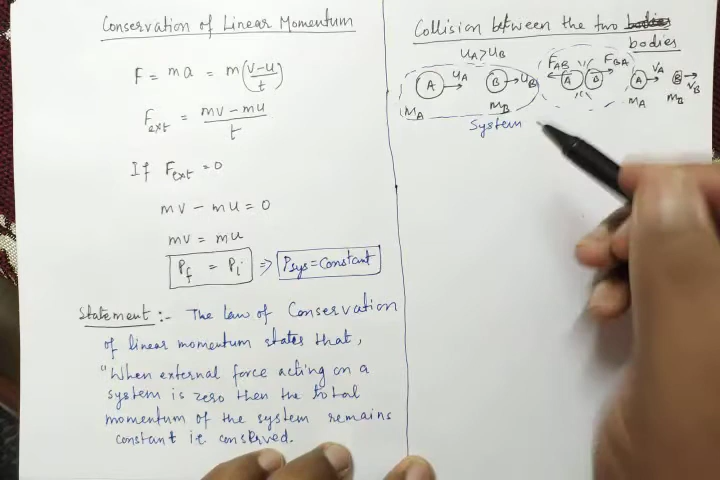 Conservation of Linear Momentum
F = ma = m(v-u/t)
Fext = mv - mu/t
If Fext = 0
mv - mu = 0
mv = mu
Pf = Pi ⇒ Psys = Constant
Statement :- The law of Conservation
of linear momentum states that,
"When external force acting on a
system is zero then the total
momentum of the system remains
constant i.e. conserved.
Collision between the two
bodies
uA > uB
A uA B uB FAB A B FBA A vA B vB
mA mB mA mB
System